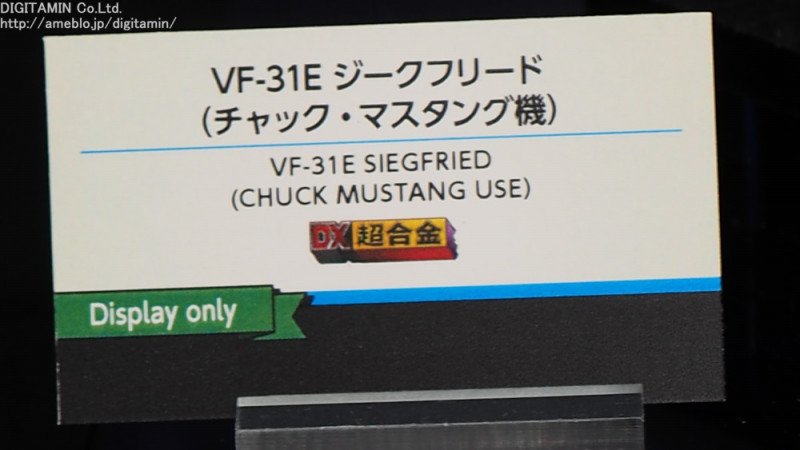 DIGITAMIN Co.Ltd.
http://ameblo.jp/digitamin/
VF-31E ジークフリード
(チャック・マスタング機)
VF-31E SIEGFRIED
(CHUCK MUSTANG USE)
DX超合金
Display only